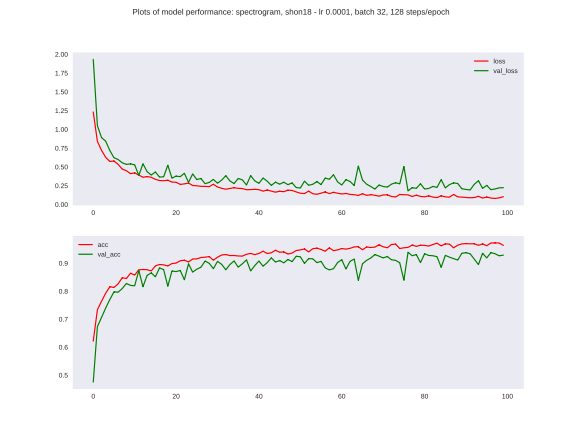 Plots of model performance: spectrogram, shon18 - lr 0.0001, batch 32, 128 steps/epoch
2.00
1.75
1.50
1.25
1.00
0.75
0.50
0.25
0.00
loss
val_loss
0 20 40 60 80 100
acc
val_acc
0.9
0.8
0.7
0.6
0.5
0 20 40 60 80 100